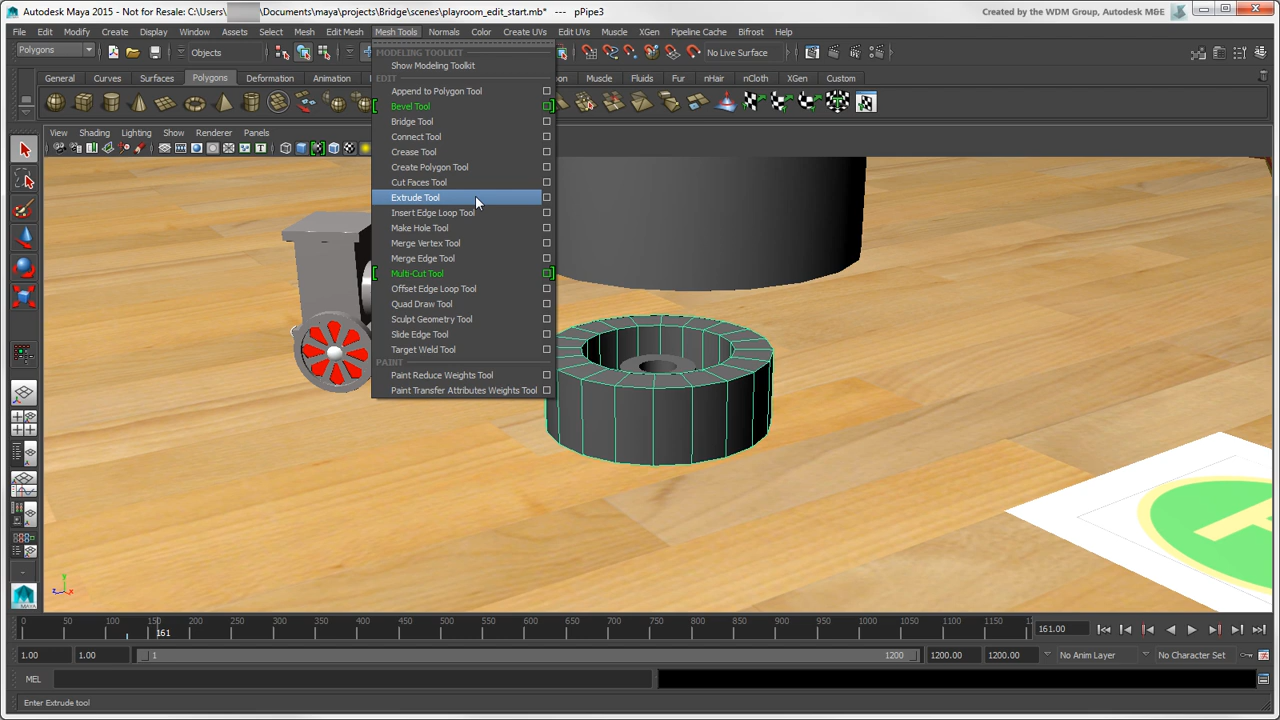 Autodesk Maya 2015 - Not for Resale: C:\Users\ \Documents\maya\projects\Bridge\scenes\playroom_edit_start.mb* --- pPipe3
Created by the WDM Group, Autodesk M&E
File Edit Modify Create Display Window Assets Select Mesh Edit Mesh Mesh Tools Normals Color Create UVs Edit UVs Muscle XGen Pipeline Cache Bifrost Help
Polygons Objects No Live Surface
General Curves Surfaces Polygons Deformation Animation Muscle Fluids Fur nHair nCloth XGen Custom
View Shading Lighting Show Renderer Panels
MODELING TOOLKIT
Show Modeling Toolkit
EDIT
Append to Polygon Tool
Bevel Tool
Bridge Tool
Connect Tool
Crease Tool
Create Polygon Tool
Cut Faces Tool
Extrude Tool
Insert Edge Loop Tool
Make Hole Tool
Merge Vertex Tool
Merge Edge Tool
Multi-Cut Tool
Offset Edge Loop Tool
Quad Draw Tool
Sculpt Geometry Tool
Slide Edge Tool
Target Weld Tool
PAINT
Paint Reduce Weights Tool
Paint Transfer Attributes Weights Tool
y
z x
MAYA
0 50 100 150 161 200 250 300 350 400 450 500 550 600 650 700 750 800 850 900 950 1000 1050 1100 1150 161.00
1.00 1.00 1 1200 1200.00 1200.00 No Anim Layer No Character Set
MEL
Enter Extrude tool